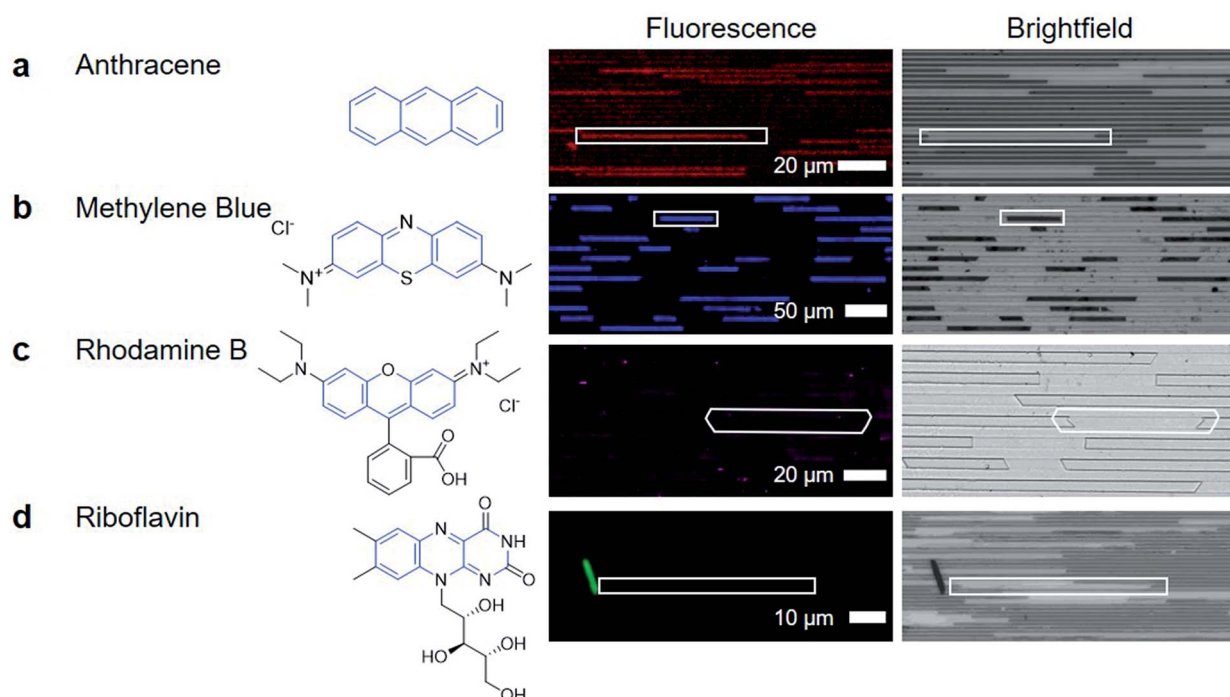 Fluorescence Brightfield
a Anthracene
20 µm
b Methylene Blue
Cl-
N
N+
S
N
50 µm
c Rhodamine B
N
O
N+
Cl-
O
OH
20 µm
d Riboflavin
O
N
NH
N
N
O
OH
OH
HO
OH
OH
10 µm